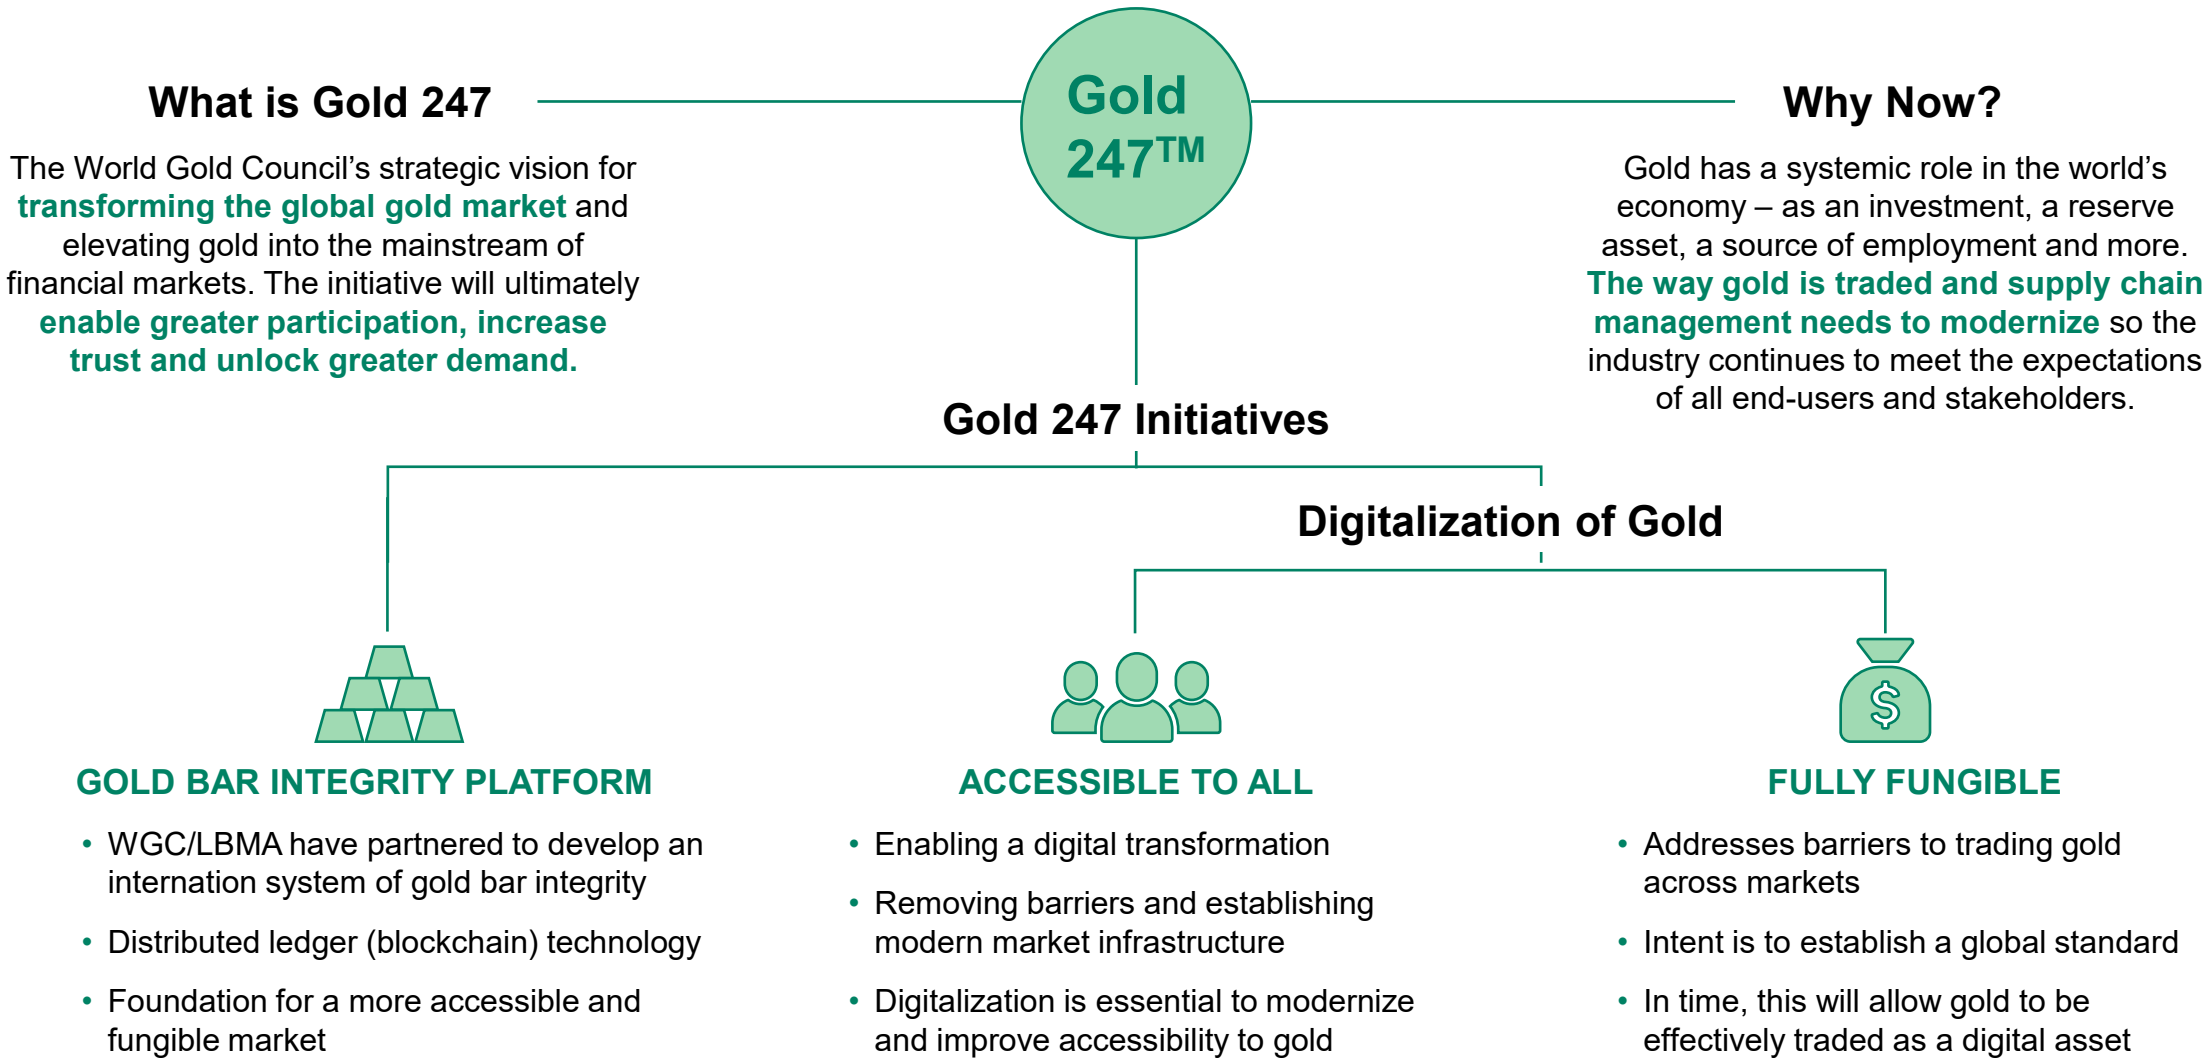 Gold
247™
What is Gold 247
The World Gold Council’s strategic vision for
transforming the global gold market and
elevating gold into the mainstream of
financial markets. The initiative will ultimately
enable greater participation, increase
trust and unlock greater demand.
Why Now?
Gold has a systemic role in the world’s
economy – as an investment, a reserve
asset, a source of employment and more.
The way gold is traded and supply chain
management needs to modernize so the
industry continues to meet the expectations
of all end-users and stakeholders.
Gold 247 Initiatives
Digitalization of Gold
$
GOLD BAR INTEGRITY PLATFORM
• WGC/LBMA have partnered to develop an
internation system of gold bar integrity
• Distributed ledger (blockchain) technology
• Foundation for a more accessible and
fungible market
ACCESSIBLE TO ALL
• Enabling a digital transformation
• Removing barriers and establishing
modern market infrastructure
• Digitalization is essential to modernize
and improve accessibility to gold
FULLY FUNGIBLE
• Addresses barriers to trading gold
across markets
• Intent is to establish a global standard
• In time, this will allow gold to be
effectively traded as a digital asset